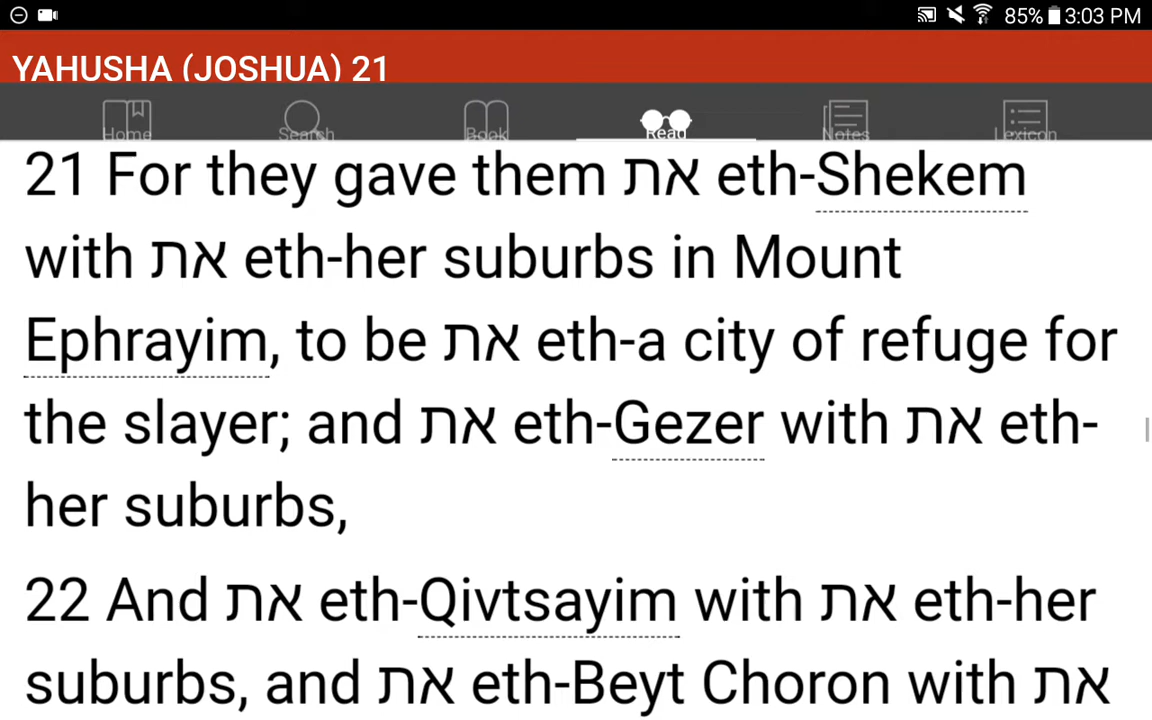 85% 3:03 PM
YAHUSHA (JOSHUA) 21
Home Search Book Read Notes Lexicon
21 For they gave them את eth-Shekem
with את eth-her suburbs in Mount
Ephrayim, to be את eth-a city of refuge for
the slayer; and את eth-Gezer with את eth-
her suburbs,
22 And את eth-Qivtsayim with את eth-her
suburbs, and את eth-Beyt Choron with את